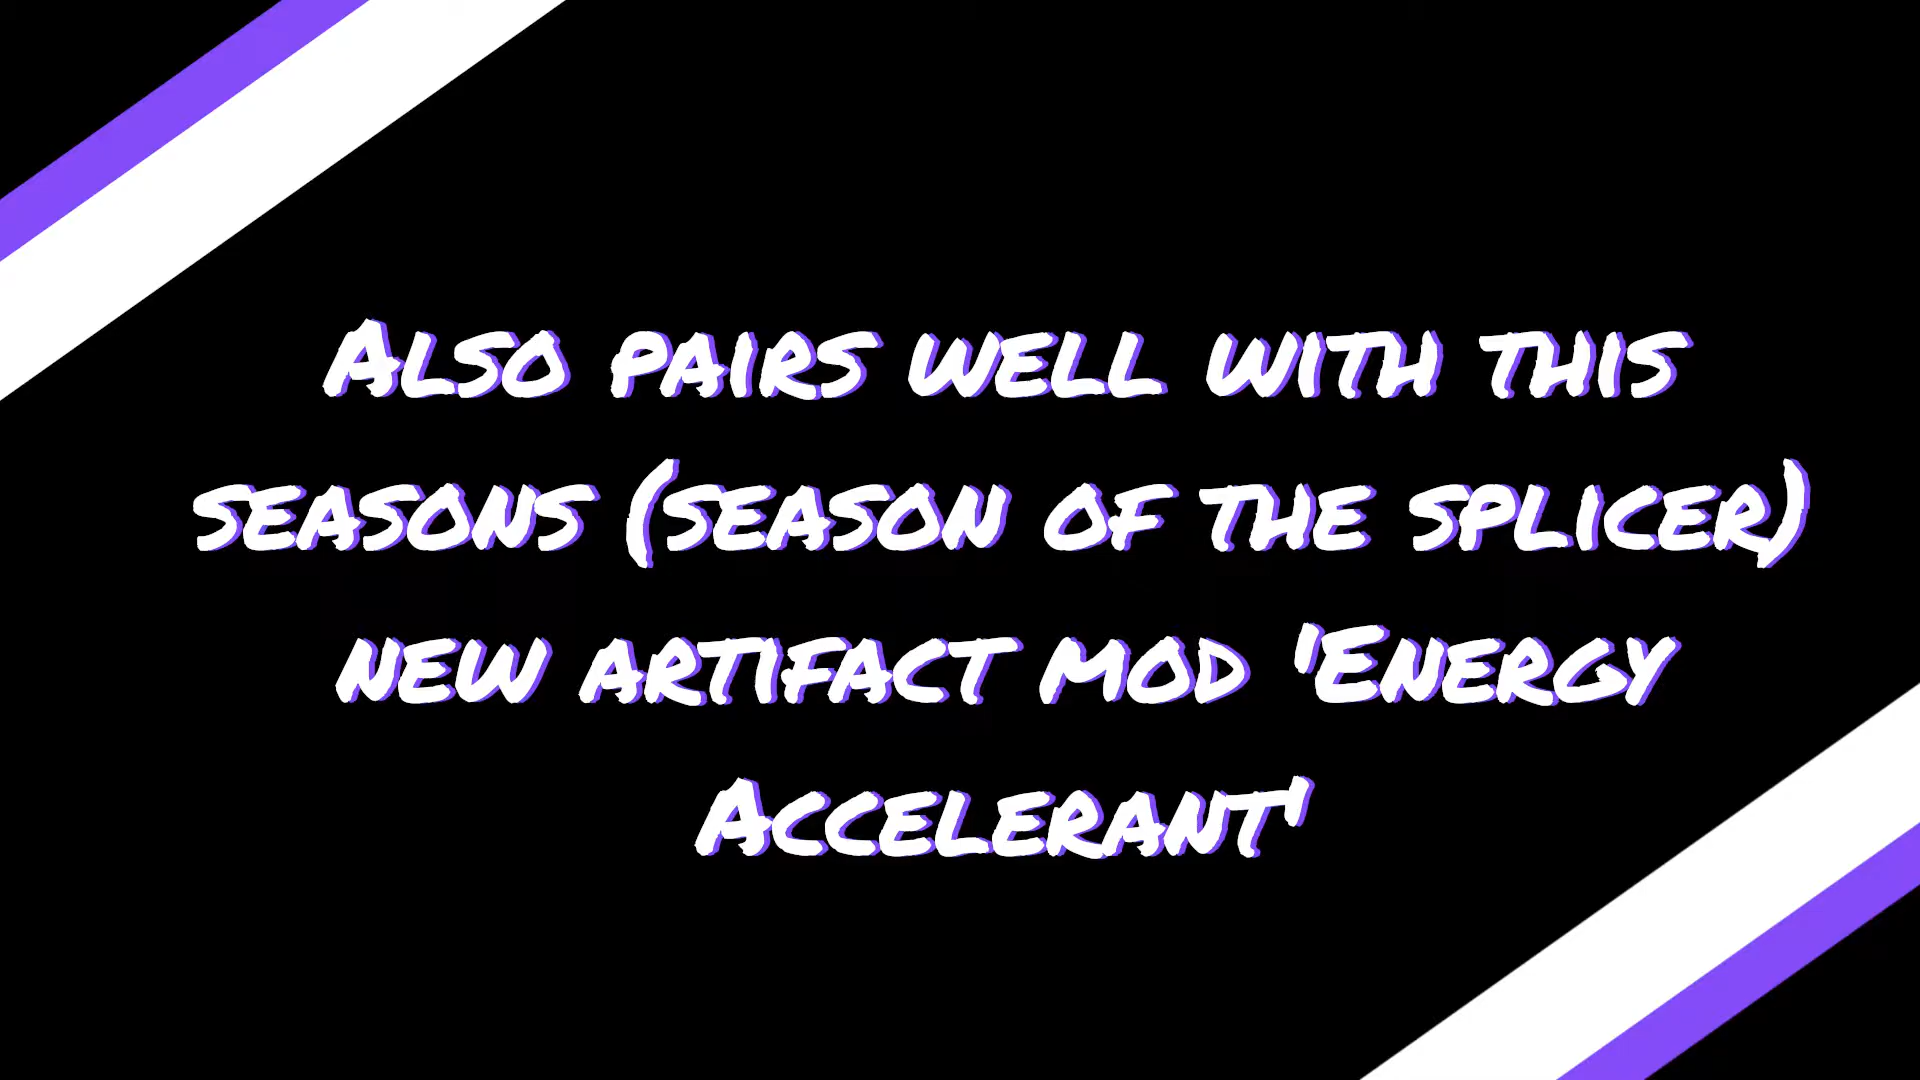 Also pairs well with this
seasons (season of the splicer)
new artifact mod 'Energy
Accelerant'